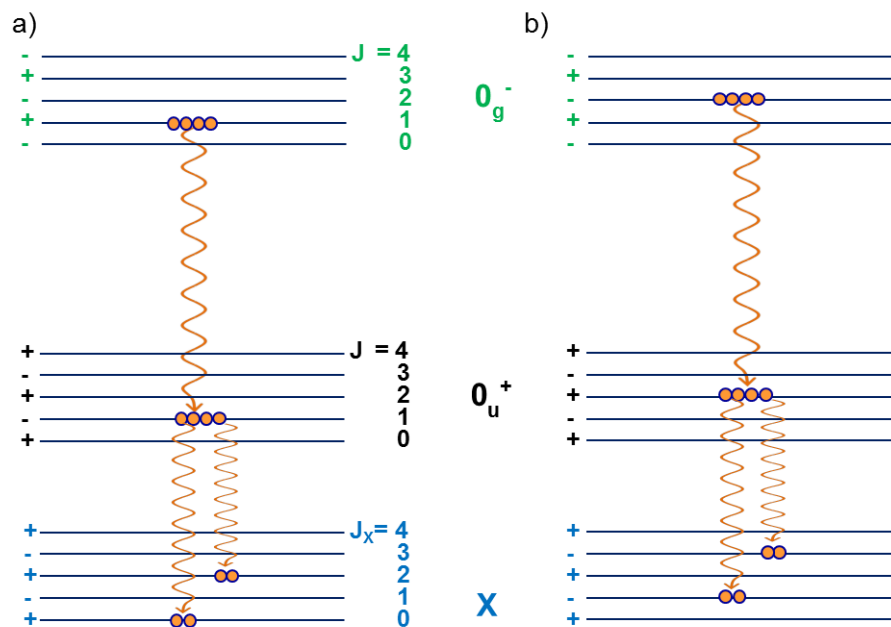 a) b)
- J = 4 -
+ 3 +
- 2 0g- -
+ 1 +
- 0 -
+ J = 4 +
- 3 -
+ 2 0u+ +
- 1 -
+ 0 +
+ JX= 4 +
- 3 -
+ 2 +
- 1 X -
+ 0 +